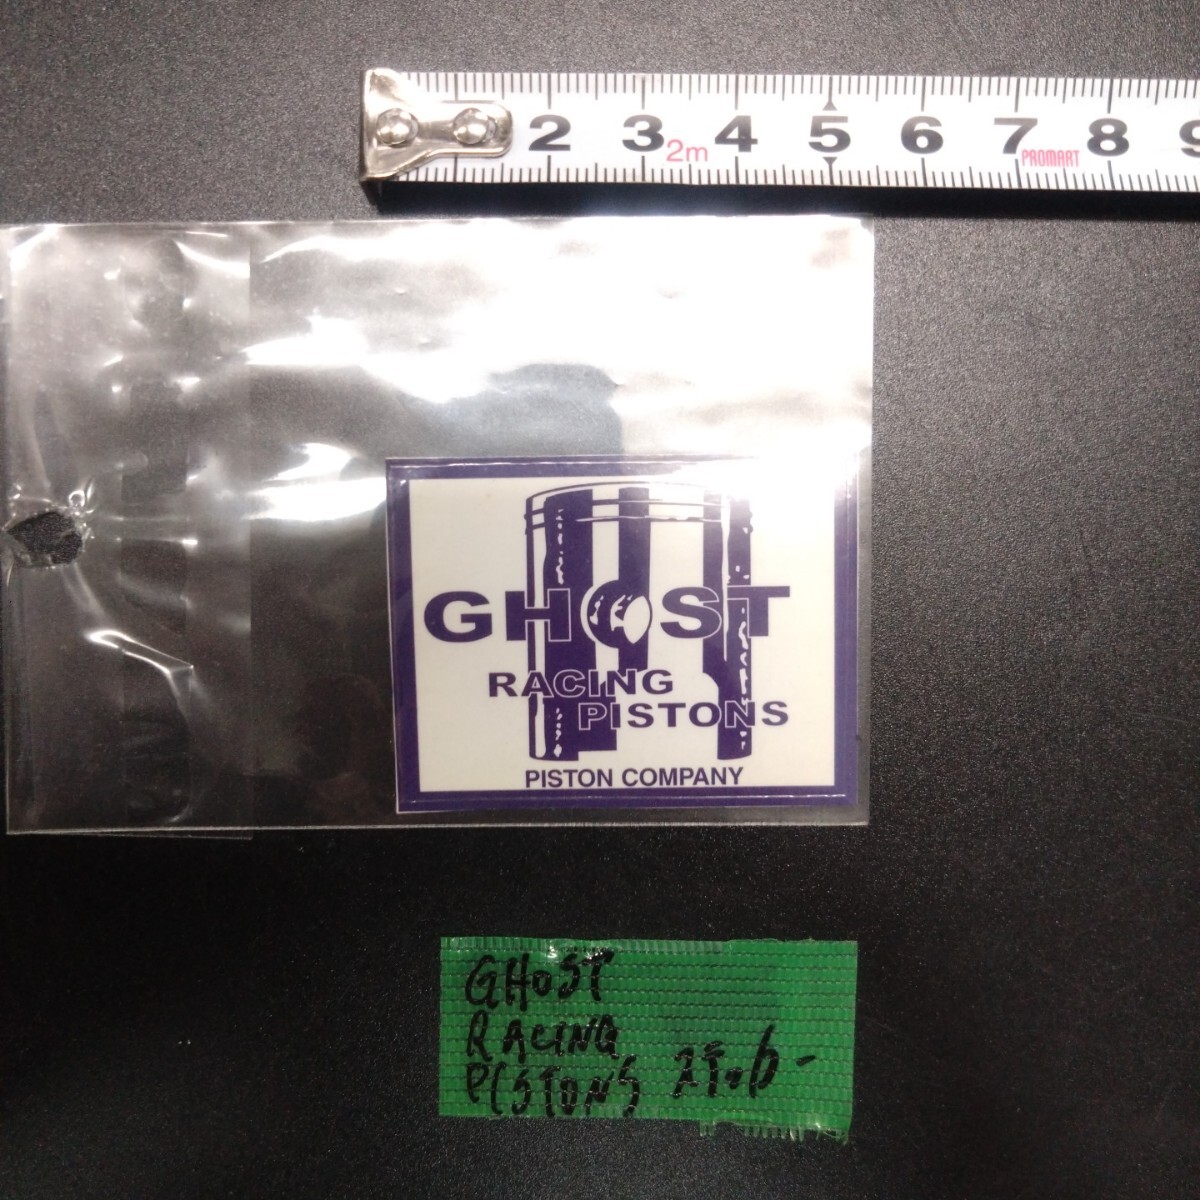 2 3 4 5 6 7 8 9
2m
PROMART
GHOST
RACING
PISTONS
PISTON COMPANY
GHOST
RACING
PISTONS